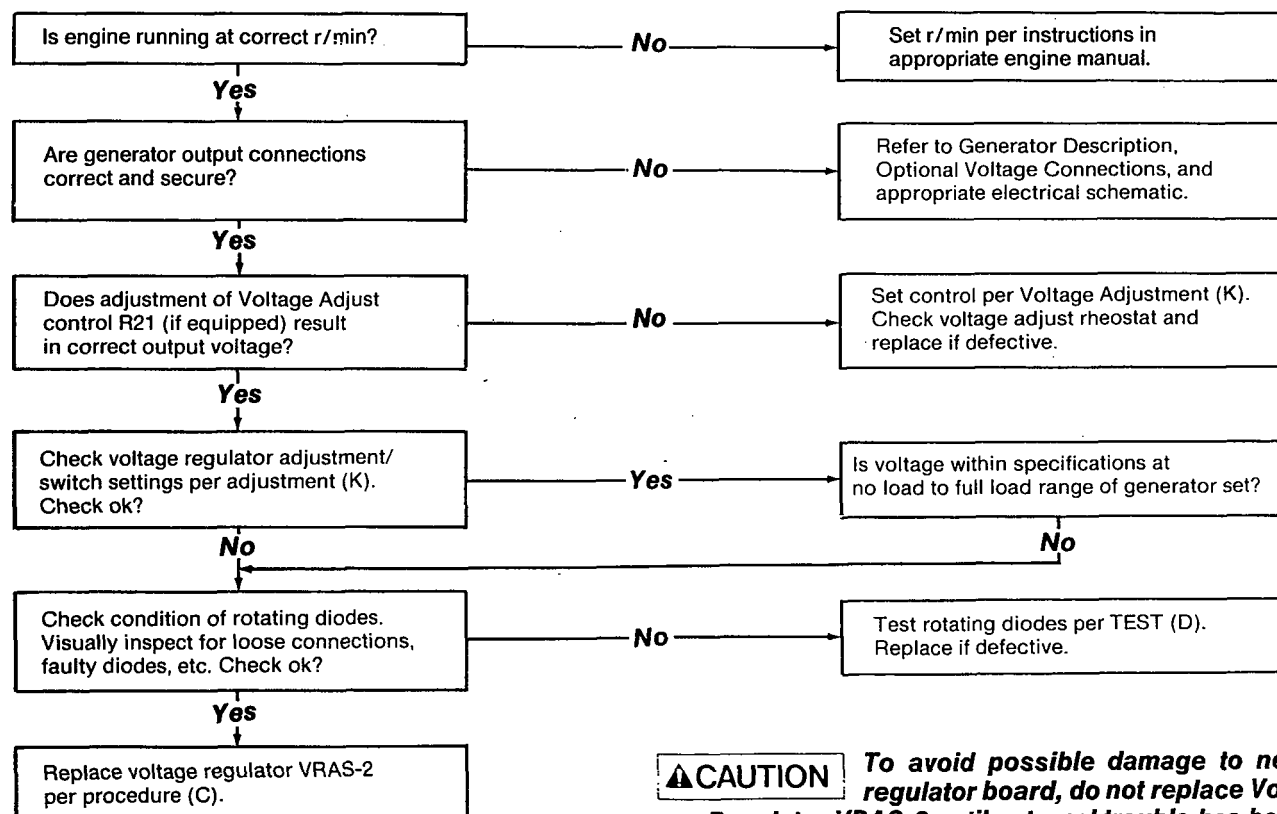 Is engine running at correct r/min?
No
Set r/min per instructions in
appropriate engine manual.
Yes
Are generator output connections
correct and secure?
No
Refer to Generator Description,
Optional Voltage Connections, and
appropriate electrical schematic.
Yes
Does adjustment of Voltage Adjust
control R21 (if equipped) result
in correct output voltage?
No
Set control per Voltage Adjustment (K).
Check voltage adjust rheostat and
replace if defective.
Yes
Check voltage regulator adjustment/
switch settings per adjustment (K).
Check ok?
Yes
Is voltage within specifications at
no load to full load range of generator set?
No
No
Check condition of rotating diodes.
Visually inspect for loose connections,
faulty diodes, etc. Check ok?
No
Test rotating diodes per TEST (D).
Replace if defective.
Yes
Replace voltage regulator VRAS-2
per procedure (C).
CAUTION
To avoid possible damage to ne
regulator board, do not replace Vo